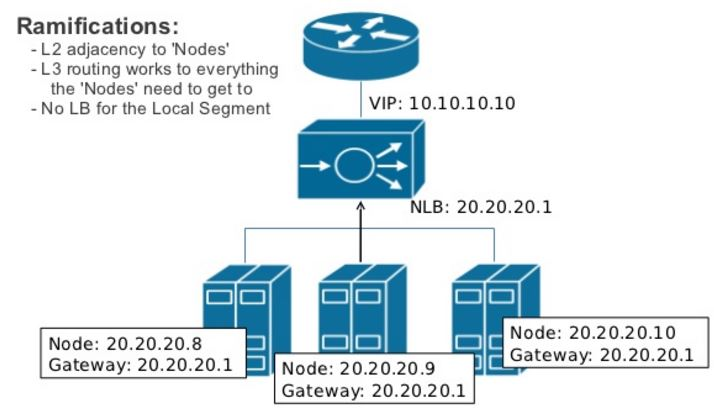 Ramifications:
- L2 adjacency to 'Nodes'
- L3 routing works to everything
the 'Nodes' need to get to
- No LB for the Local Segment
VIP: 10.10.10.10
NLB: 20.20.20.1
Node: 20.20.20.8
Gateway: 20.20.20.1
Node: 20.20.20.9
Gateway: 20.20.20.1
Node: 20.20.20.10
Gateway: 20.20.20.1